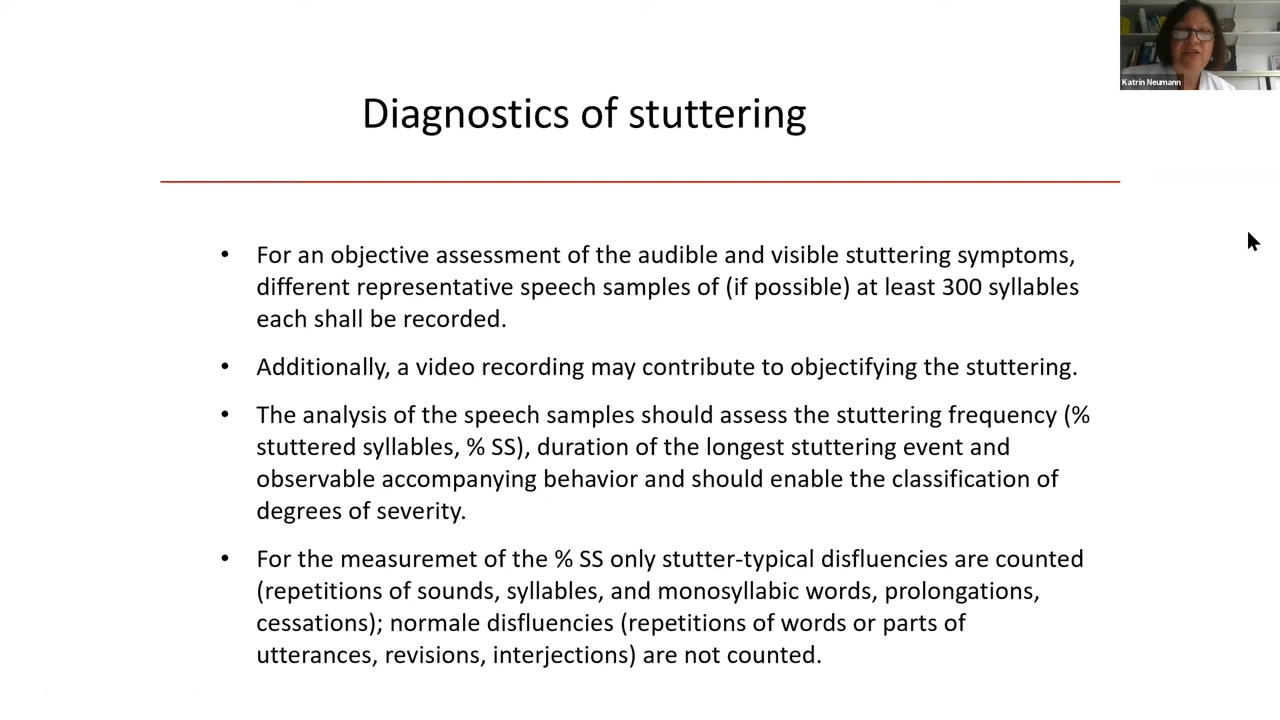 Katrin Neumann
Diagnostics of stuttering
• For an objective assessment of the audible and visible stuttering symptoms,
different representative speech samples of (if possible) at least 300 syllables
each shall be recorded.
• Additionally, a video recording may contribute to objectifying the stuttering.
• The analysis of the speech samples should assess the stuttering frequency (%
stuttered syllables, % SS), duration of the longest stuttering event and
observable accompanying behavior and should enable the classification of
degrees of severity.
• For the measuremet of the % SS only stutter-typical disfluencies are counted
(repetitions of sounds, syllables, and monosyllabic words, prolongations,
cessations); normale disfluencies (repetitions of words or parts of
utterances, revisions, interjections) are not counted.